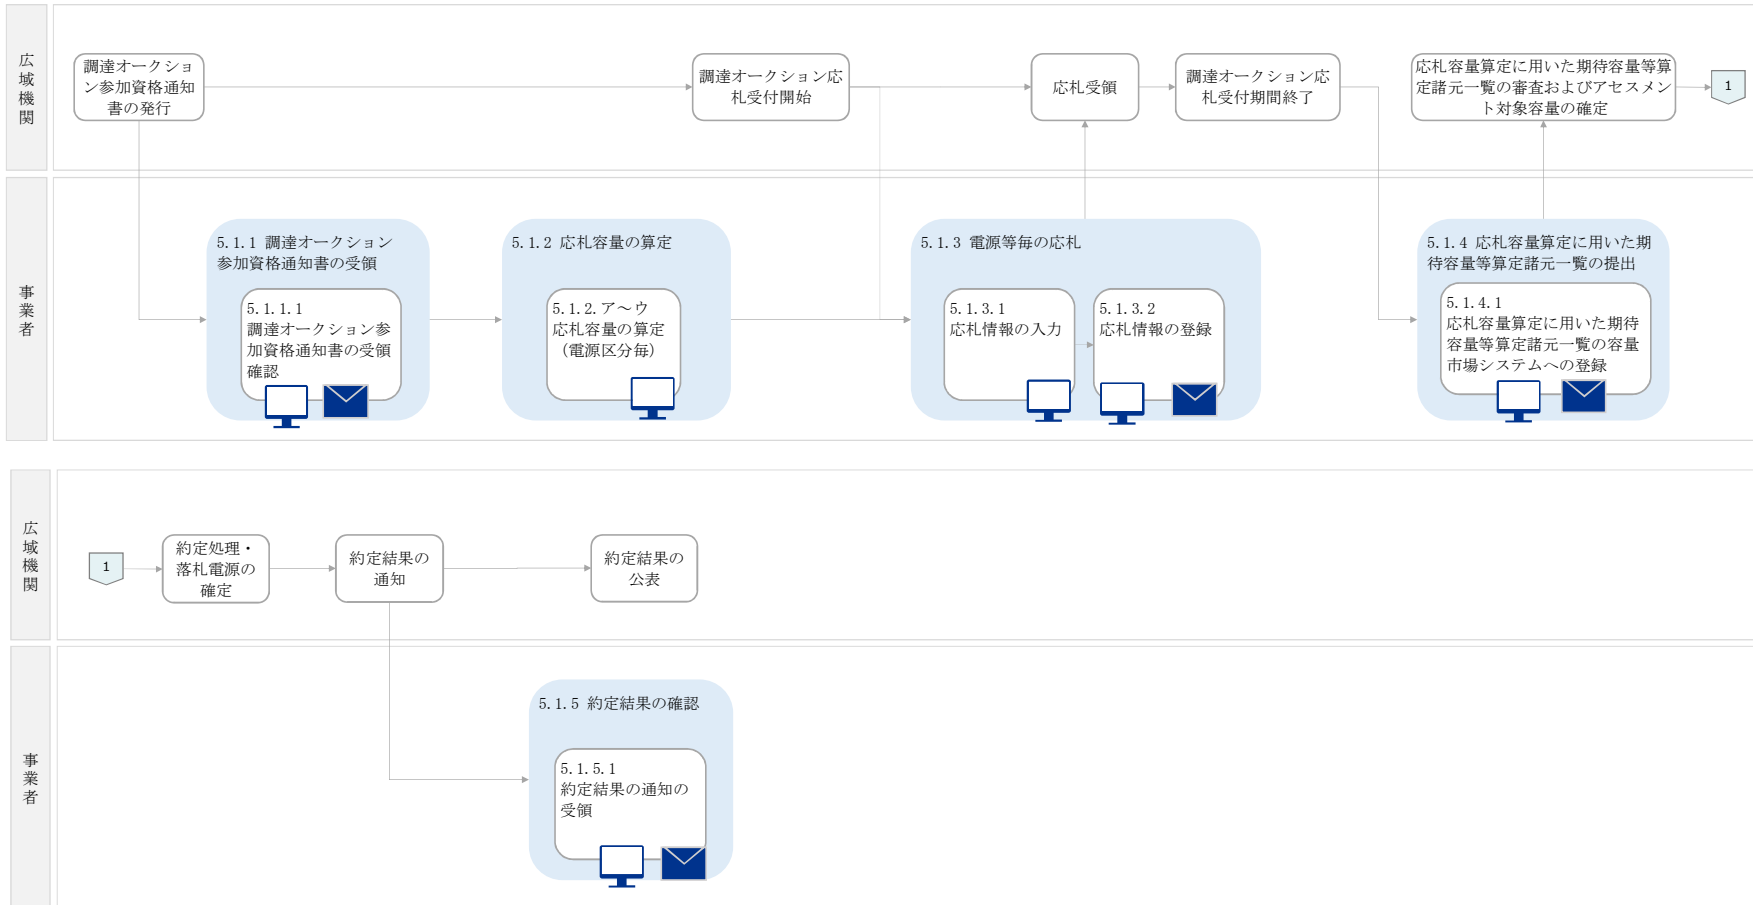 広域機関
調達オークショ
ン参加資格通知
書の発行
調達オークション応
札受付開始
応札受領
調達オークション応
札受付期間終了
応札容量算定に用いた期待容量等算
定諸元一覧の審査およびアセスメン
ト対象容量の確定
1
事業者
5.1.1 調達オークション
参加資格通知書の受領
5.1.1.1
調達オークション参
加資格通知書の受領
確認
5.1.2 応札容量の算定
5.1.2.ア～ウ
応札容量の算定
（電源区分毎）
5.1.3 電源等毎の応札
5.1.3.1
応札情報の入力
5.1.3.2
応札情報の登録
5.1.4 応札容量算定に用いた期
待容量等算定諸元一覧の提出
5.1.4.1
応札容量算定に用いた期待
容量等算定諸元一覧の容量
市場システムへの登録
広域機関
1
約定処理・
落札電源の
確定
約定結果の
通知
約定結果の
公表
事業者
5.1.5 約定結果の確認
5.1.5.1
約定結果の通知の
受領